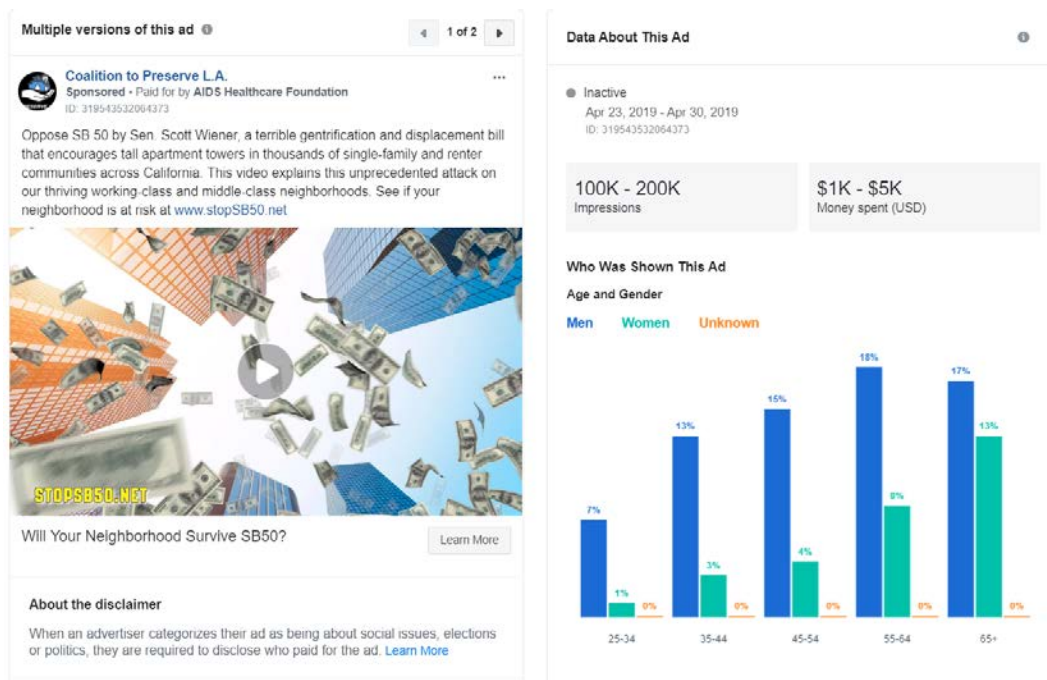 Multiple versions of this ad
1 of 2
Coalition to Preserve L.A.
Sponsored • Paid for by AIDS Healthcare Foundation
ID: 319543532064373
Oppose SB 50 by Sen. Scott Wiener, a terrible gentrification and displacement bill
that encourages tall apartment towers in thousands of single-family and renter
communities across California. This video explains this unprecedented attack on
our thriving working-class and middle-class neighborhoods. See if your
neighborhood is at risk at www.stopSB50.net
STOPSB50.NET
Will Your Neighborhood Survive SB50?
Learn More
About the disclaimer
When an advertiser categorizes their ad as being about social issues, elections
or politics, they are required to disclose who paid for the ad. Learn More
Data About This Ad
Inactive
Apr 23, 2019 - Apr 30, 2019
ID: 319543532064373
100K - 200K
Impressions
$1K - $5K
Money spent (USD)
Who Was Shown This Ad
Age and Gender
Men Women Unknown
7% 1% 0%
13% 3% 0%
15% 4% 0%
18% 8% 0%
17% 13% 0%
25-34 35-44 45-54 55-64 65+